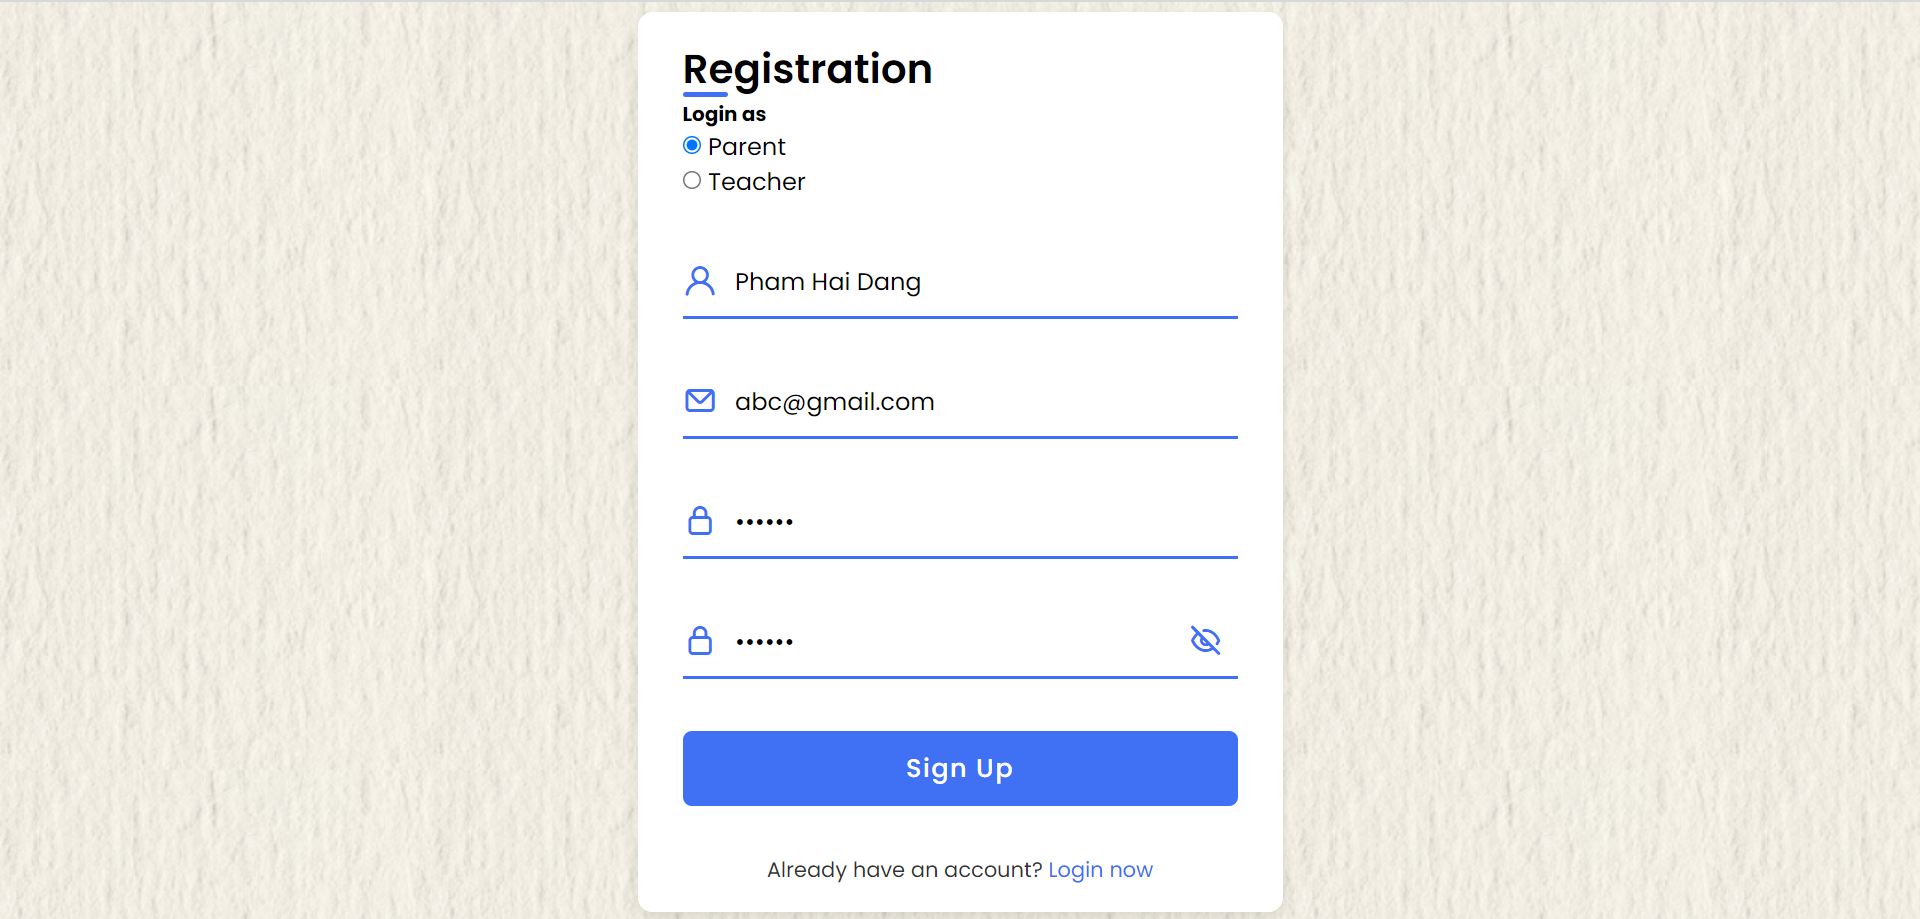 Registration
Login as
Parent
Teacher
Pham Hai Dang
abc@gmail.com
••••••
••••••
Sign Up
Already have an account? Login now